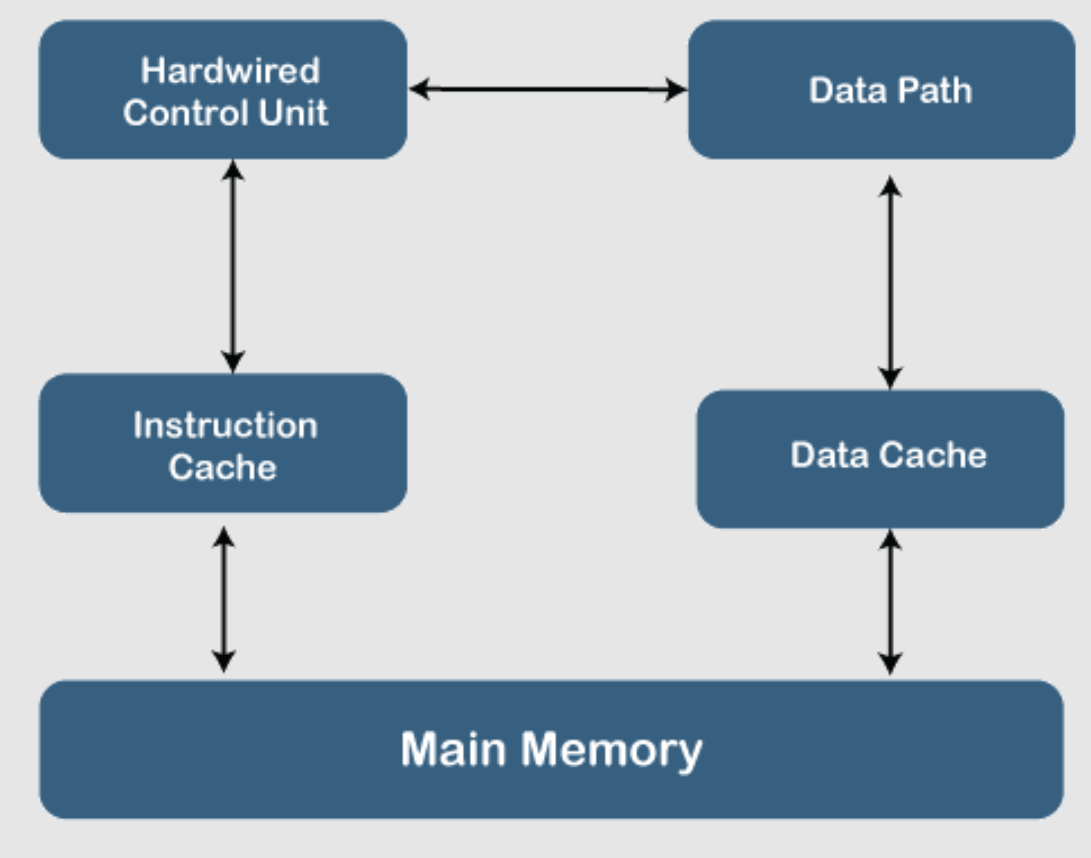 Hardwired
Control Unit
Data Path
Instruction
Cache
Data Cache
Main Memory